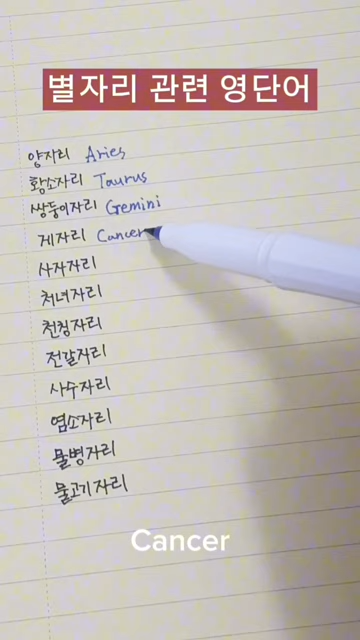 별자리 관련 영단어
양자리 Aries
황소자리 Taurus
쌍둥이자리 Gemini
게자리 Cancer
사자자리
처녀자리
천칭자리
전갈자리
사수자리
염소자리
물병자리
물고기자리
Cancer